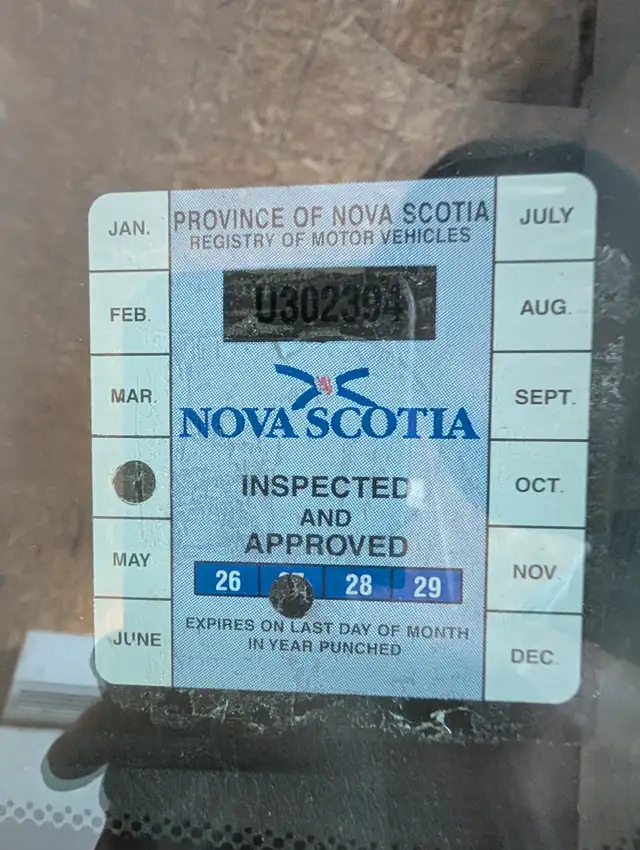 PROVINCE OF NOVA SCOTIA
REGISTRY OF MOTOR VEHICLES
U302394
NOVA SCOTIA
INSPECTED
AND
APPROVED
26 28 29
EXPIRES ON LAST DAY OF MONTH
IN YEAR PUNCHED
JAN.
FEB.
MAR.
MAY
JUNE
JULY
AUG.
SEPT.
OCT.
NOV.
DEC.